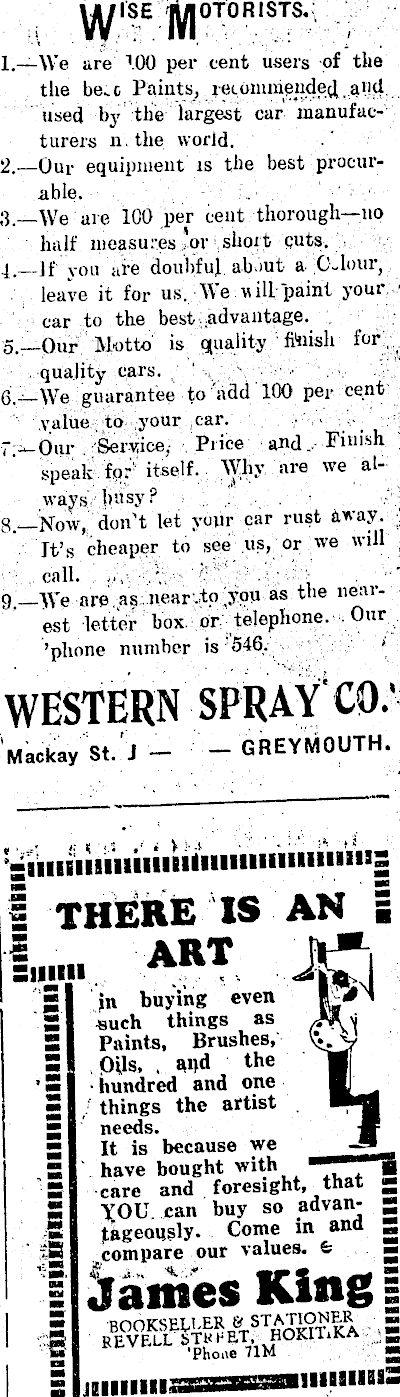 WISE MOTORISTS.
1.—We are 100 per cent users of the
the best Paints, recommended and
used by the largest car manufac-
turers in the world.
2.—Our equipment is the best procur-
able.
3.—We are 100 per cent thorough—no
half measures or short cuts.
4.—If you are doubful about a Colour,
leave it for us. We will paint your
car to the best advantage.
5.—Our Motto is quality finish for
quality cars.
6.—We guarantee to add 100 per cent
value to your car.
7.—Our Service, Price and Finish
speak for itself. Why are we al-
ways busy?
8.—Now, don't let your car rust away.
It's cheaper to see us, or we will
call.
9.—We are as near to you as the near-
est letter box or telephone. Our
'phone number is 546.
WESTERN SPRAY CO.
Mackay St. — — GREYMOUTH.
THERE IS AN
ART
in buying even
such things as
Paints, Brushes,
Oils, and the
hundred and one
things the artist
needs.
It is because we
have bought with
care and foresight, that
YOU can buy so advan-
tageously. Come in and
compare our values.
James King
BOOKSELLER & STATIONER
REVELL STREET, HOKITIKA
'Phone 71M